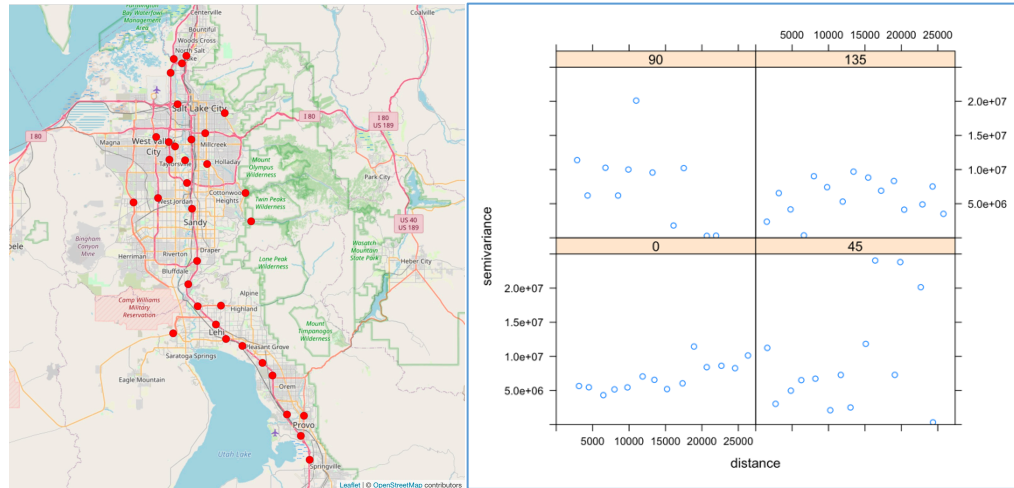 Farmington
Bay Waterfowl
Management
Area
Centerville
Coalville
Bountiful
Woods Cross
North Salt
Lake
Salt Lake City
I 80
I 80
US 189
I 80
Magna
West Valley
City
Millcreek
Taylorsville
Holladay
Mount
Olympus
Wilderness
Park City
Cottonwood
Heights
Twin Peaks
Wilderness
West Jordan
Sandy
US 40
US 189
Wasatch
Mountain
State Park
Bingham
Canyon
Mine
Herriman
Riverton
Draper
Bluffdale
Lone Peak
Wilderness
Heber City
Camp Williams
Military
Reservation
Alpine
Highland
Lehi
Mount
Timpanogos
Wilderness
Pleasant Grove
Saratoga Springs
Eagle Mountain
Orem
Provo
Utah Lake
Springville
Leaflet | © OpenStreetMap contributors
5000 10000 15000 20000 25000
90 135
2.0e+07
1.5e+07
1.0e+07
5.0e+06
semivariance
0 45
2.0e+07
1.5e+07
1.0e+07
5.0e+06
5000 10000 15000 20000 25000
distance